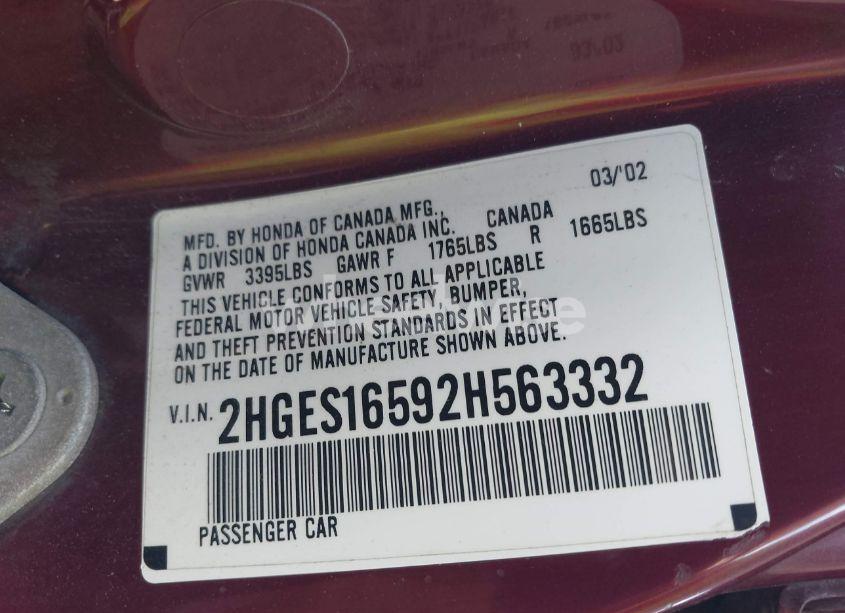 03/'02
MFD. BY HONDA OF CANADA MFG.,
A DIVISION OF HONDA CANADA INC. CANADA
GVWR 3395LBS GAWR F 1765LBS R 1665LBS
THIS VEHICLE CONFORMS TO ALL APPLICABLE
FEDERAL MOTOR VEHICLE SAFETY, BUMPER,
AND THEFT PREVENTION STANDARDS IN EFFECT
ON THE DATE OF MANUFACTURE SHOWN ABOVE.
V.I.N. 2HGES16592H563332
PASSENGER CAR